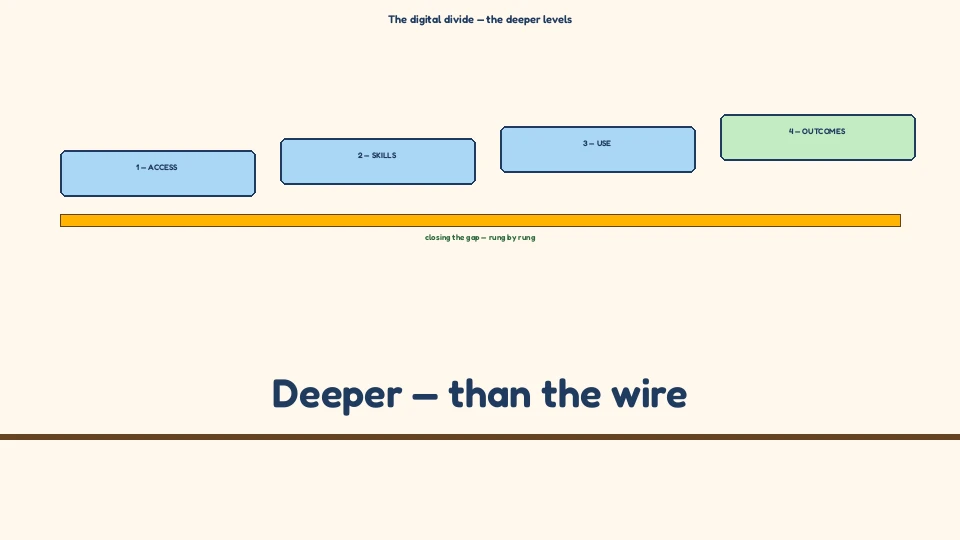 The digital divide — the deeper levels
1 — ACCESS
2 — SKILLS
3 — USE
4 — OUTCOMES
closing the gap — rung by rung
Deeper — than the wire